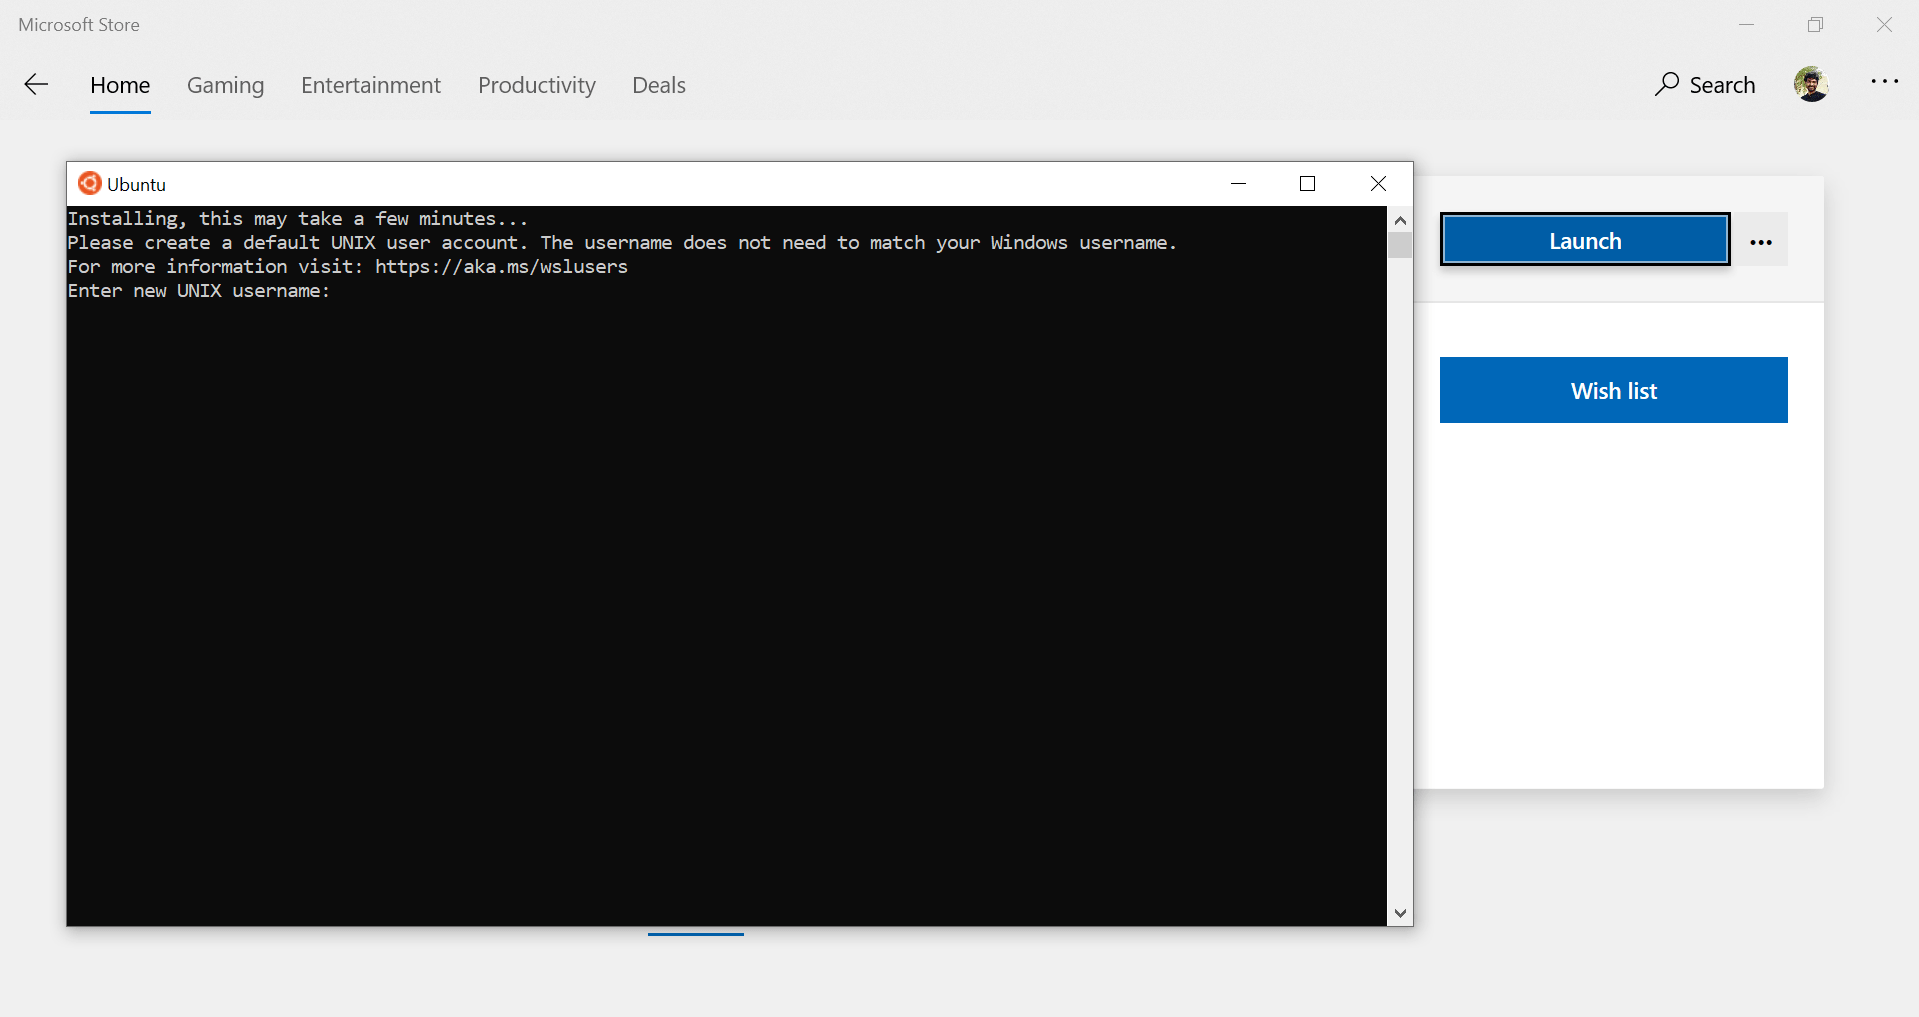 Microsoft Store
Home Gaming Entertainment Productivity Deals Search
Ubuntu
Installing, this may take a few minutes...
Please create a default UNIX user account. The username does not need to match your Windows username.
For more information visit: https://aka.ms/wslusers
Enter new UNIX username:
Launch
Wish list